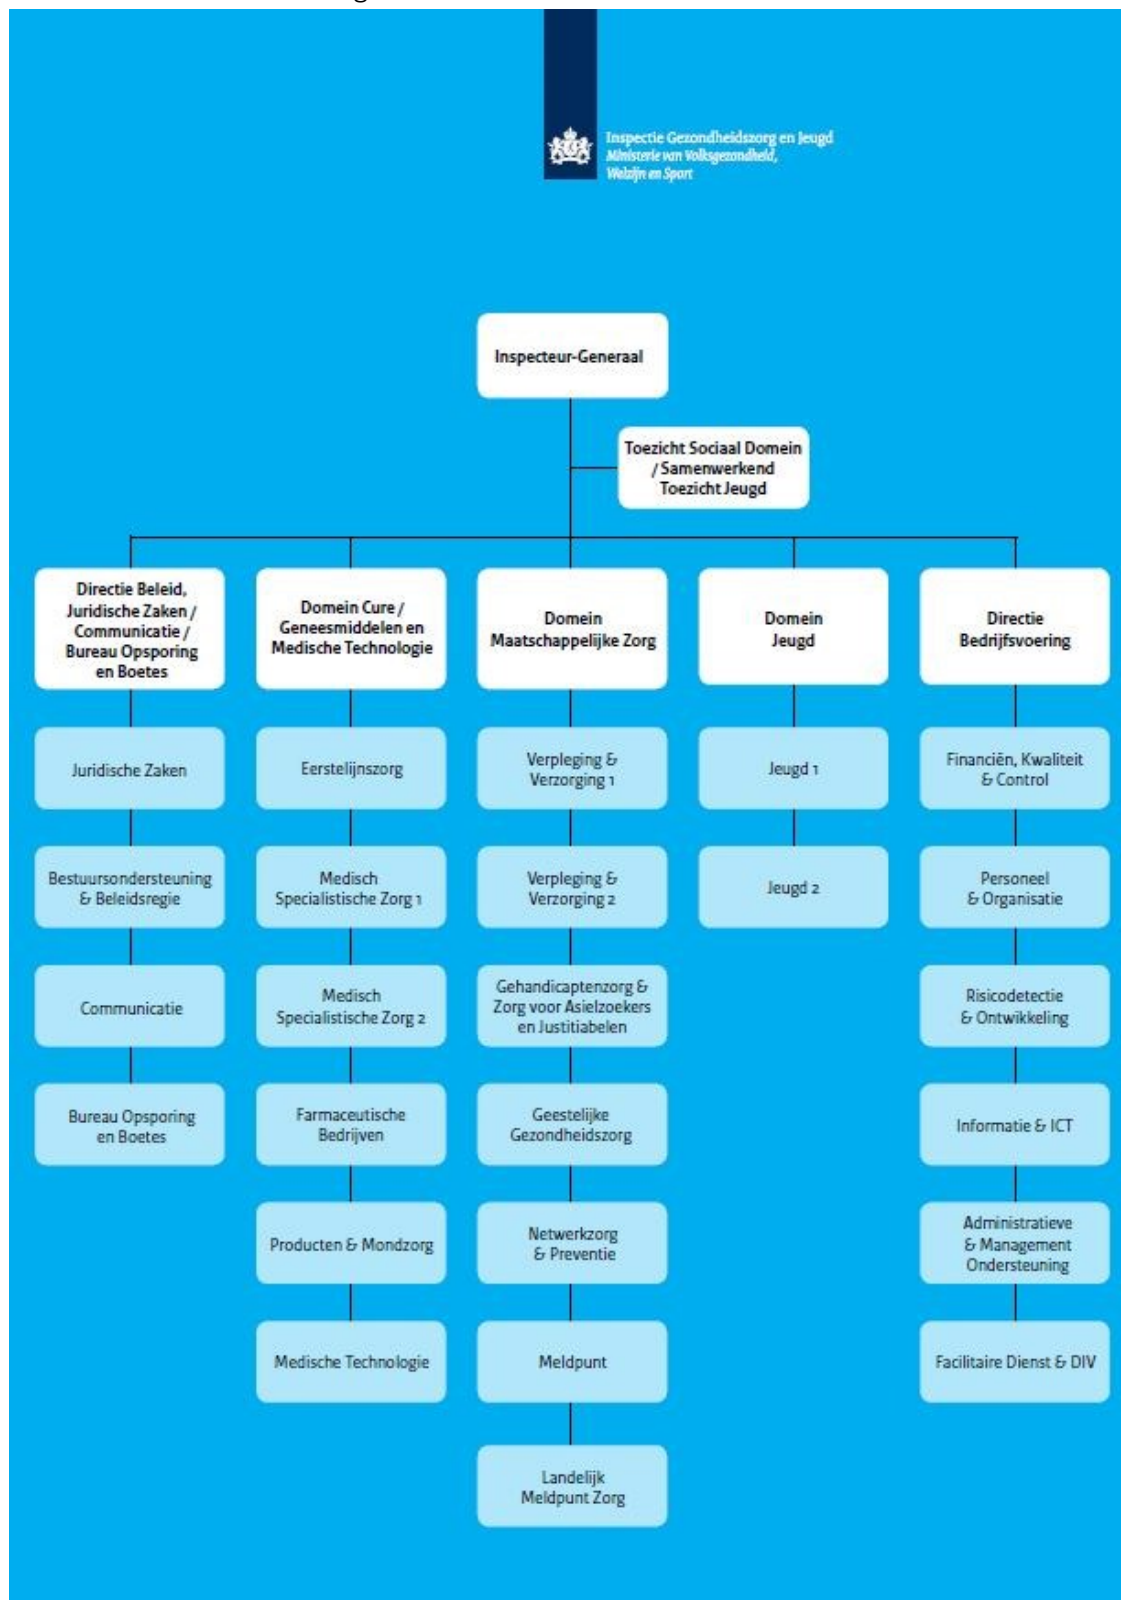 Inspectie Gezondheidszorg en Jeugd
Ministerie van Volksgezondheid,
Welzijn en Sport
Inspecteur-Generaal
Toezicht Sociaal Domein
/ Samenwerkend
Toezicht Jeugd
Directie Beleid,
Juridische Zaken /
Communicatie /
Bureau Opsporing
en Boetes
Domein Cure /
Geneesmiddelen en
Medische Technologie
Domein
Maatschappelijke Zorg
Domein
Jeugd
Directie
Bedrijfsvoering
Juridische Zaken
Bestuursondersteuning
& Beleidsregie
Communicatie
Bureau Opsporing
en Boetes
Eerstelijnszorg
Medisch
Specialistische Zorg 1
Medisch
Specialistische Zorg 2
Farmaceutische
Bedrijven
Producten & Mondzorg
Medische Technologie
Verpleging &
Verzorging 1
Verpleging &
Verzorging 2
Gehandicaptenzorg &
Zorg voor Asielzoekers
en Justitiabelen
Geestelijke
Gezondheidszorg
Netwerkzorg
& Preventie
Meldpunt
Landelijk
Meldpunt Zorg
Jeugd 1
Jeugd 2
Financiën, Kwaliteit
& Control
Personeel
& Organisatie
Risicodetectie
& Ontwikkeling
Informatie & ICT
Administratieve
& Management
Ondersteuning
Facilitaire Dienst & DIV